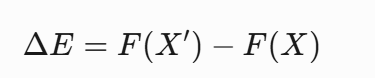 ΔE = F(X′) − F(X)